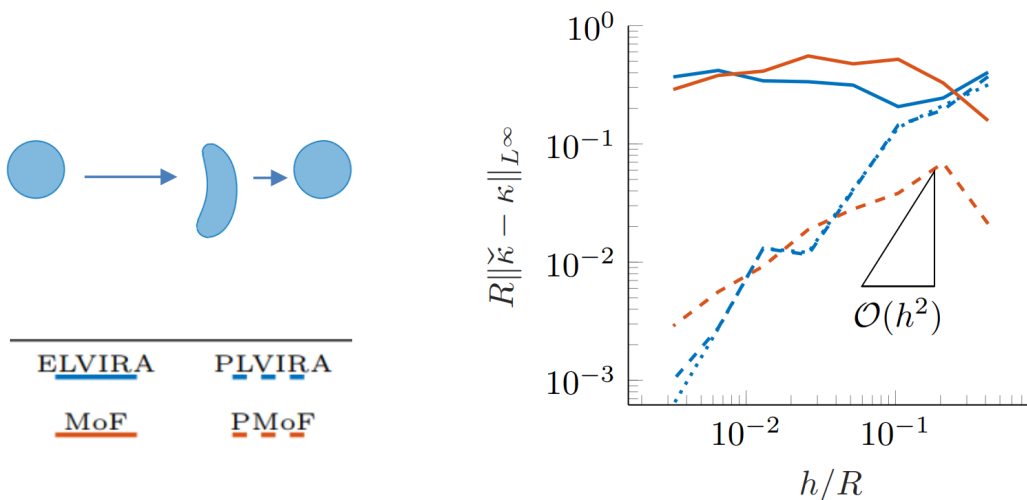 ELVIRA PLVIRA
MoF PMoF
R‖κ̌ − κ‖_{L^∞}
10^0
10^{-1}
10^{-2}
10^{-3}
O(h^2)
10^{-2} 10^{-1}
h/R